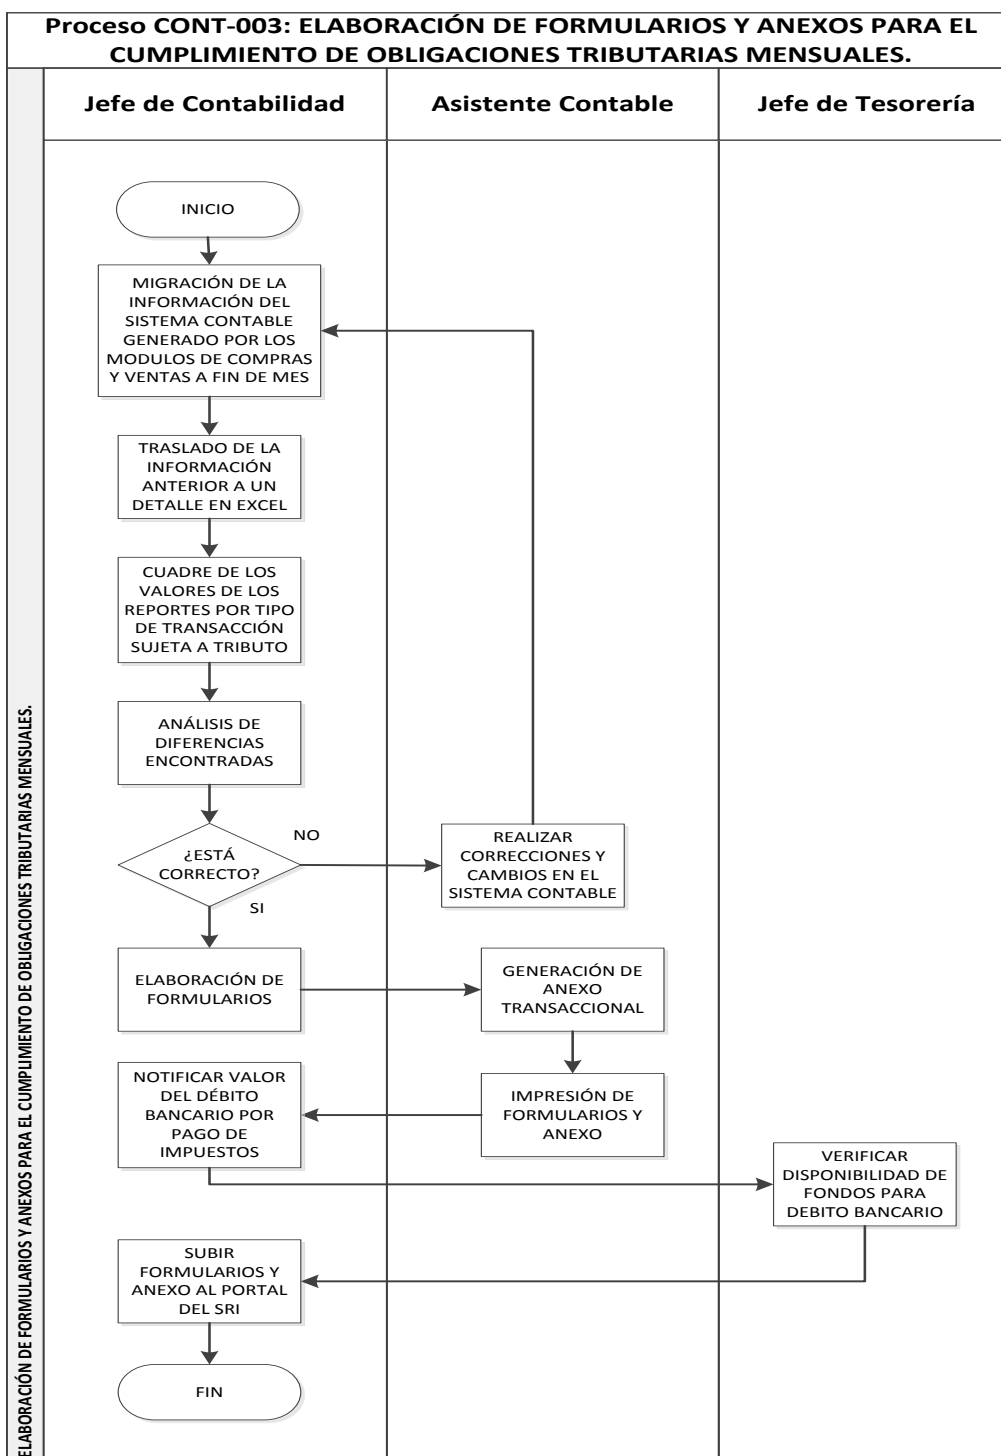 Proceso CONT-003: ELABORACIÓN DE FORMULARIOS Y ANEXOS PARA EL
CUMPLIMIENTO DE OBLIGACIONES TRIBUTARIAS MENSUALES.
ELABORACIÓN DE FORMULARIOS Y ANEXOS PARA EL CUMPLIMIENTO DE OBLIGACIONES TRIBUTARIAS MENSUALES.
Jefe de Contabilidad
Asistente Contable
Jefe de Tesorería
INICIO
MIGRACIÓN DE LA
INFORMACIÓN DEL
SISTEMA CONTABLE
GENERADO POR LOS
MODULOS DE COMPRAS
Y VENTAS A FIN DE MES
TRASLADO DE LA
INFORMACIÓN
ANTERIOR A UN
DETALLE EN EXCEL
CUADRE DE LOS
VALORES DE LOS
REPORTES POR TIPO
DE TRANSACCIÓN
SUJETA A TRIBUTO
ANÁLISIS DE
DIFERENCIAS
ENCONTRADAS
¿ESTÁ
CORRECTO?
NO
REALIZAR
CORRECCIONES Y
CAMBIOS EN EL
SISTEMA CONTABLE
SI
ELABORACIÓN DE
FORMULARIOS
GENERACIÓN DE
ANEXO
TRANSACCIONAL
IMPRESIÓN DE
FORMULARIOS Y
ANEXO
NOTIFICAR VALOR
DEL DÉBITO
BANCARIO POR
PAGO DE
IMPUESTOS
VERIFICAR
DISPONIBILIDAD DE
FONDOS PARA
DEBITO BANCARIO
SUBIR
FORMULARIOS Y
ANEXO AL PORTAL
DEL SRI
FIN